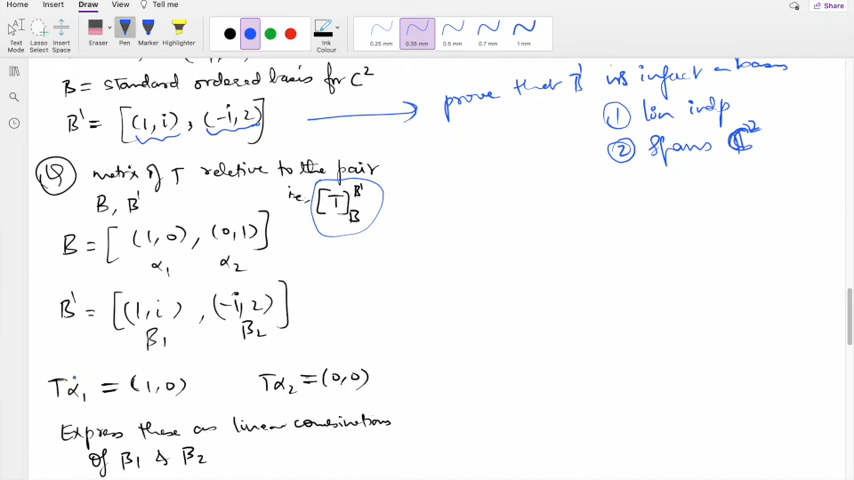 Home Insert Draw View Tell me
Share
Text Mode
Lasso Select
Insert Space
Eraser
Pen
Marker
Highlighter
Ink Colour
0.25 mm
0.35 mm
0.5 mm
0.7 mm
1 mm
B = standard ordered basis for C²
B' = [(1, i), (-i, 2)]
prove that B' is infact a basis
① lin indp
② Spans ℂ²
Q metrix of T relative to the pair
B, B'
ie, [T]_B^B'
B = [(1,0), (0,1)]
α₁ α₂
B' = [(1, i), (-i, 2)]
β₁ β₂
Tα₁ = (1,0) Tα₂ = (0,0)
Express these as linear combinations
of β₁ & β₂